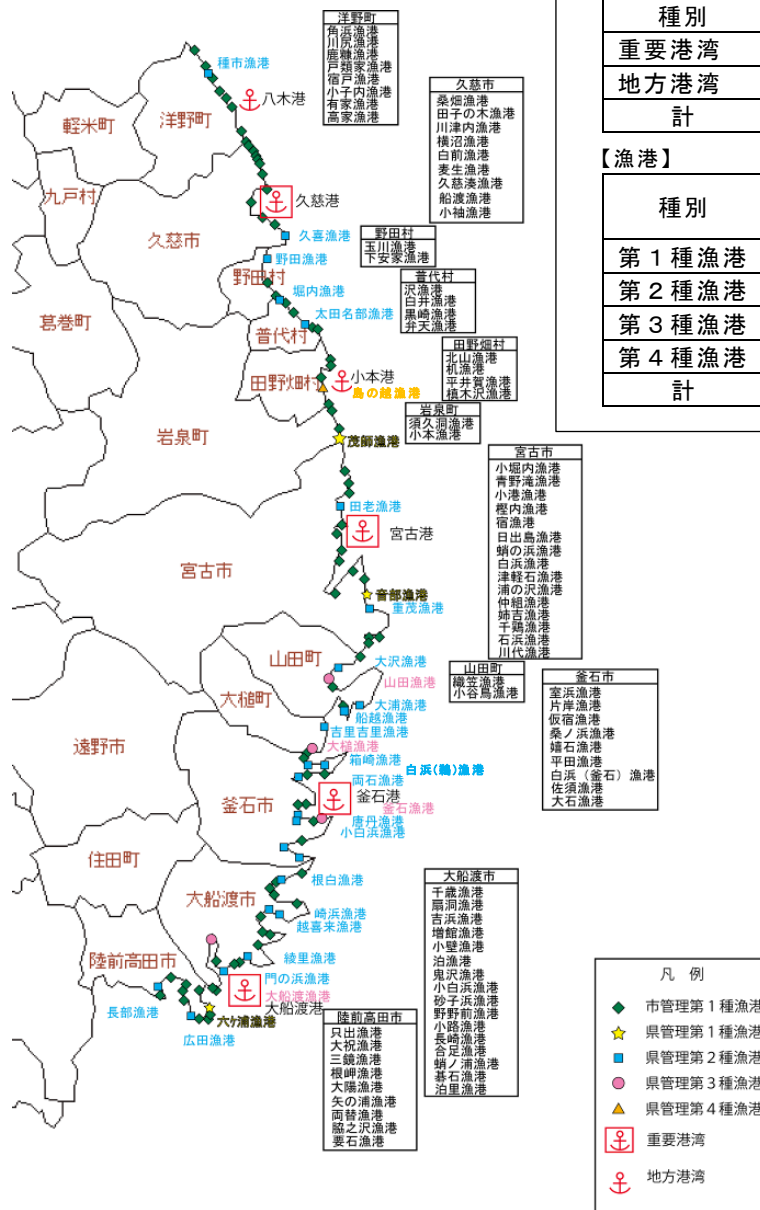 種別
重要港湾
地方港湾
計
【漁港】
種別
第1種漁港
第2種漁港
第3種漁港
第4種漁港
計
洋野町
角浜漁港
川尻漁港
鹿糠漁港
戸類家漁港
宿戸漁港
小子内漁港
有家漁港
高家漁港
久慈市
桑畑漁港
田子の木漁港
川津内漁港
横沼漁港
白前漁港
麦生漁港
久慈湊漁港
船渡漁港
小袖漁港
野田村
玉川漁港
下安家漁港
普代村
沢漁港
白井漁港
黒崎漁港
弁天漁港
田野畑村
北山漁港
机漁港
平井賀漁港
槙木沢漁港
岩泉町
須久洞漁港
小本漁港
宮古市
小堀内漁港
青野滝漁港
小港漁港
樫内漁港
宿漁港
日出島漁港
蛸の浜漁港
白浜漁港
津軽石漁港
浦の沢漁港
仲組漁港
姉吉漁港
千鶏漁港
石浜漁港
川代漁港
山田町
織笠漁港
小谷鳥漁港
釜石市
室浜漁港
片岸漁港
仮宿漁港
桑ノ浜漁港
嬉石漁港
平田漁港
白浜（釜石）漁港
佐須漁港
大石漁港
大船渡市
千歳漁港
扇洞漁港
吉浜漁港
増館漁港
小壁漁港
泊漁港
鬼沢漁港
小白浜漁港
砂子浜漁港
野野前漁港
小路漁港
長崎漁港
合足漁港
蛸ノ浦漁港
碁石漁港
泊里漁港
陸前高田市
只出漁港
大祝漁港
三鏡漁港
根岬漁港
大陽漁港
矢の浦漁港
両替漁港
脇之沢漁港
要石漁港
種市漁港
八木港
軽米町
洋野町
九戸村
久慈港
久慈市
久喜漁港
野田漁港
野田村
堀内漁港
太田名部漁港
葛巻町
普代村
田野畑村
小本港
島の越漁港
岩泉町
茂師漁港
田老漁港
宮古港
宮古市
音部漁港
重茂漁港
山田町
大沢漁港
山田漁港
大槌町
大浦漁港
船越漁港
吉里吉里漁港
遠野市
大槌漁港
箱崎漁港
白浜(鵜)漁港
両石漁港
釜石市
釜石港
釜石漁港
唐丹漁港
小白浜漁港
住田町
根白漁港
大船渡市
崎浜漁港
越喜来漁港
綾里漁港
陸前高田市
門の浜漁港
大船渡漁港
大船渡港
長部漁港
六ケ浦漁港
広田漁港
凡 例
市管理第1種漁港
県管理第1種漁港
県管理第2種漁港
県管理第3種漁港
県管理第4種漁港
重要港湾
地方港湾